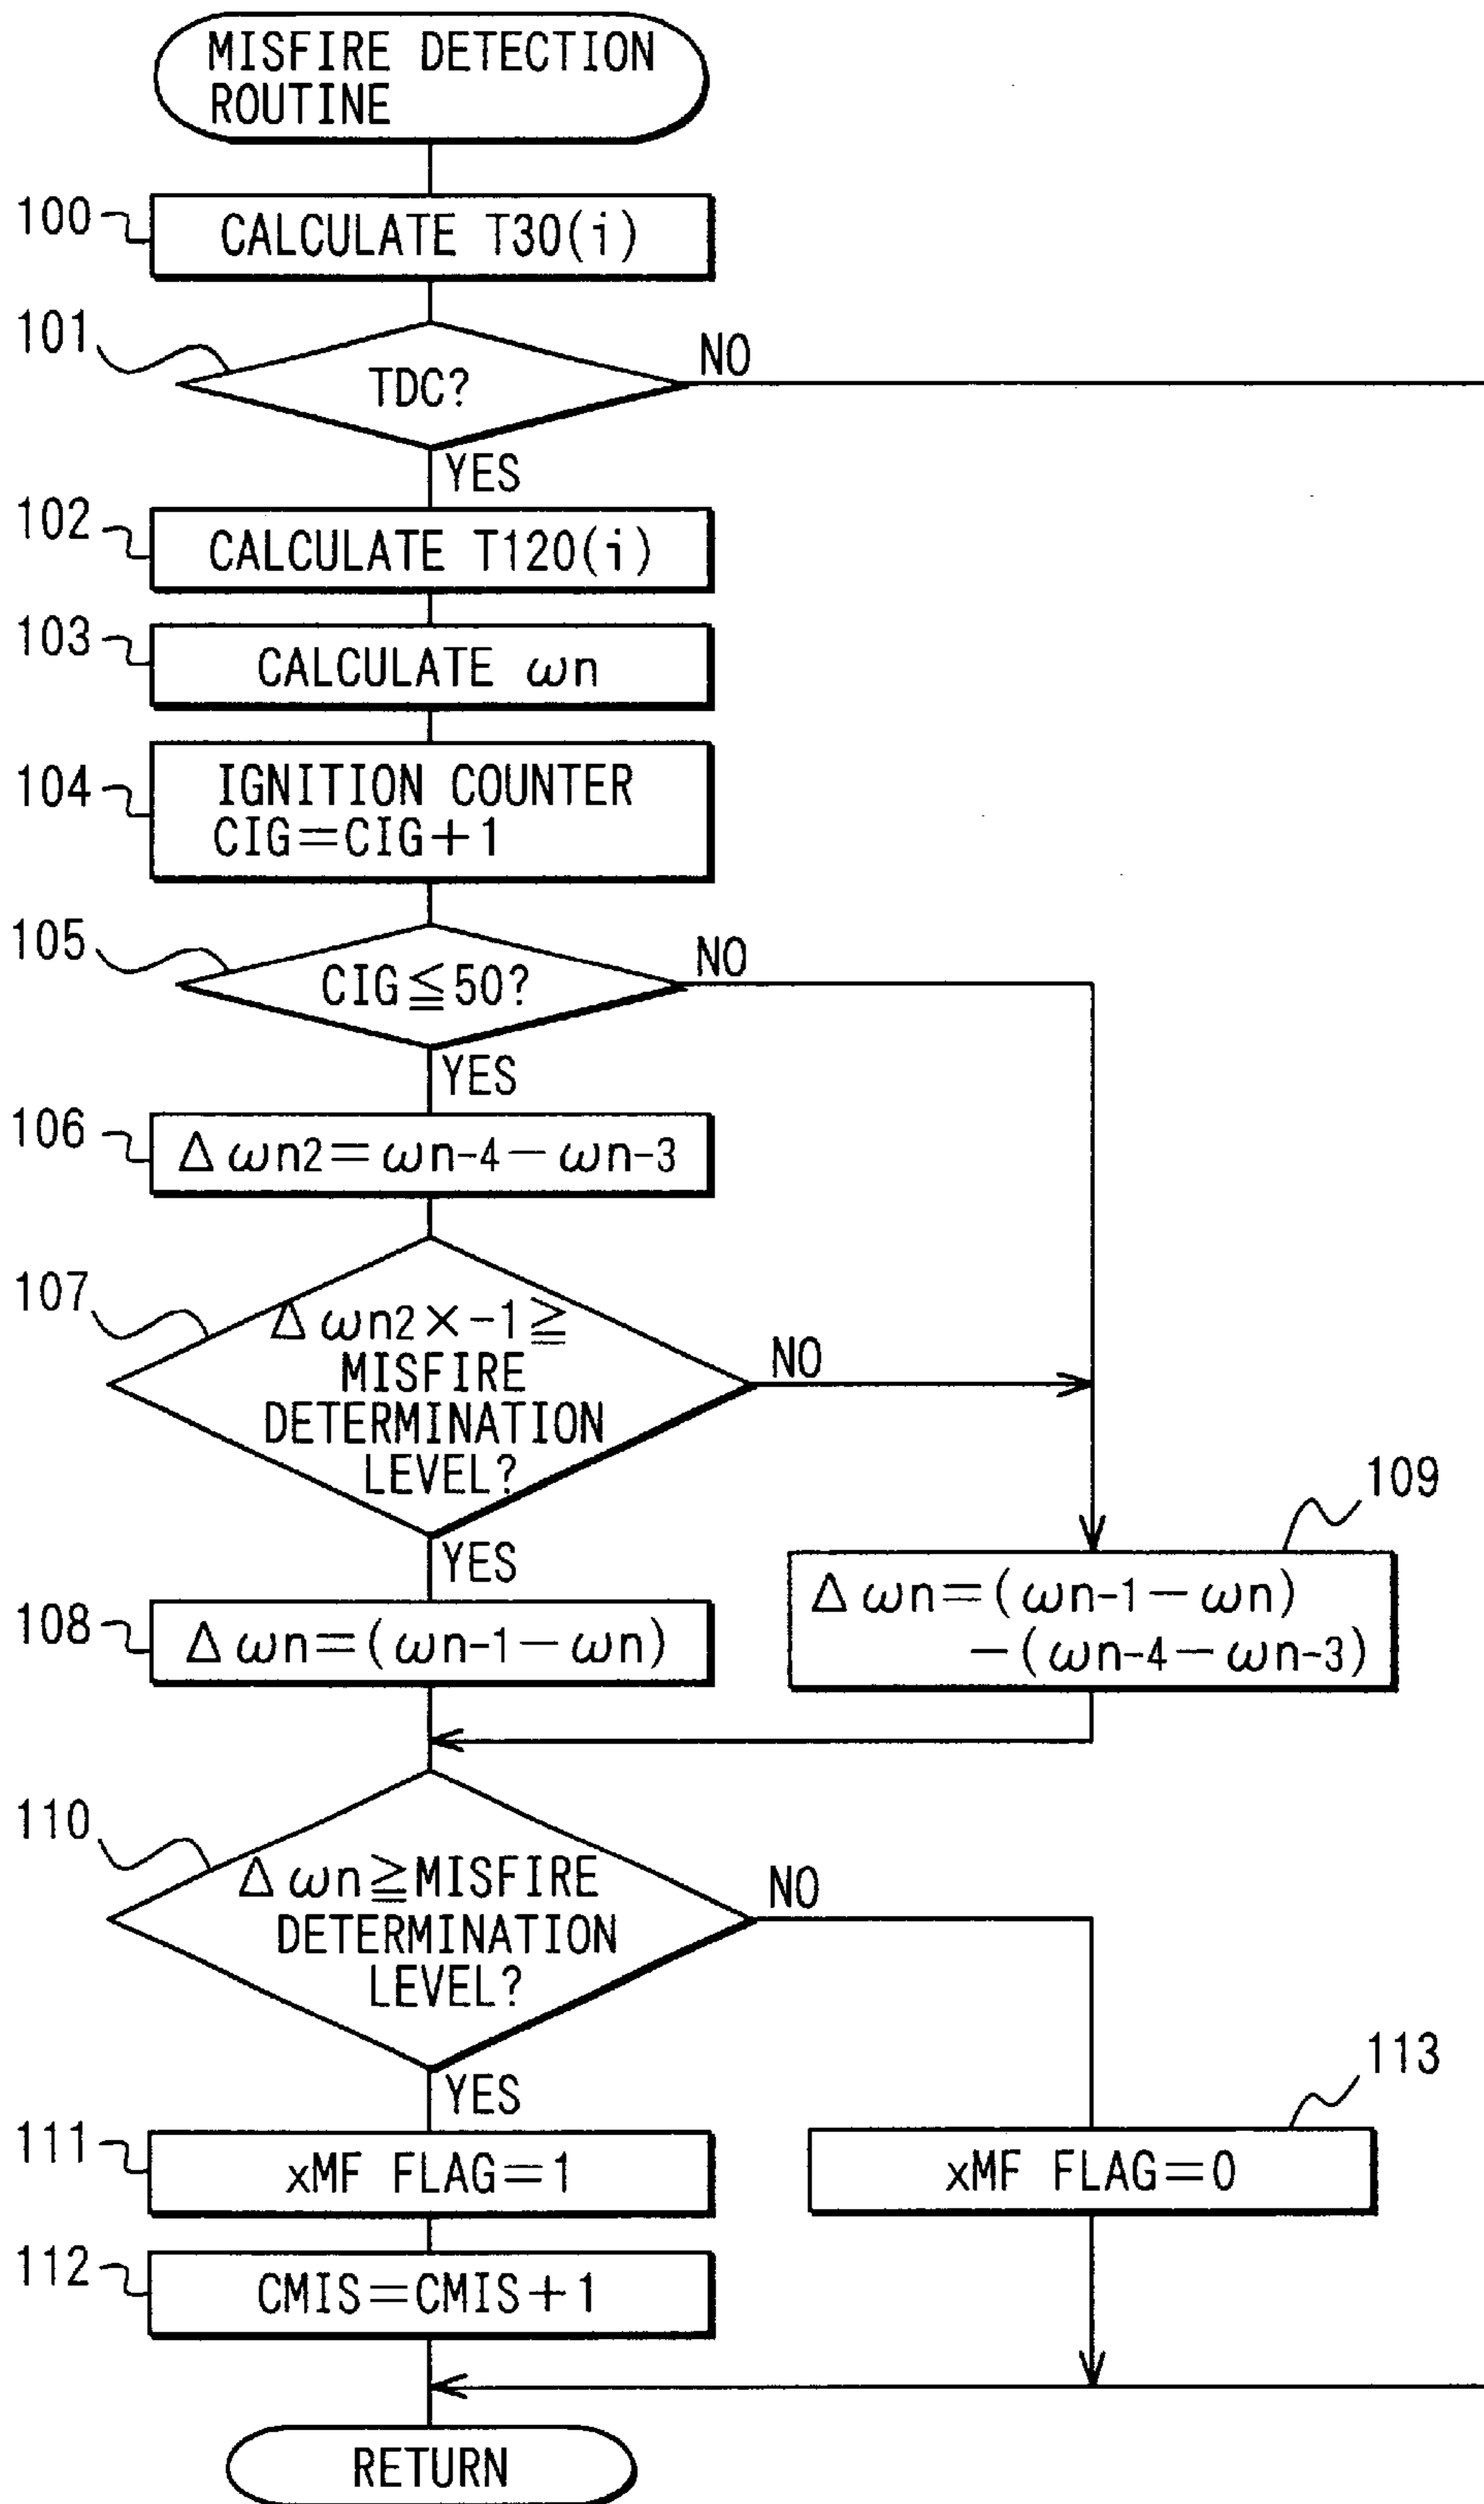 MISFIRE DETECTION
ROUTINE
100
CALCULATE T30(i)
101
TDC?
NO
YES
102
CALCULATE T120(i)
103
CALCULATE ωn
104
IGNITION COUNTER
CIG=CIG+1
105
CIG≦50?
NO
YES
106
Δωn2=ωn-4-ωn-3
107
Δωn2×-1≧
MISFIRE
DETERMINATION
LEVEL?
NO
YES
108
Δωn=(ωn-1-ωn)
109
Δωn=(ωn-1-ωn)
-(ωn-4-ωn-3)
110
Δωn≧MISFIRE
DETERMINATION
LEVEL?
NO
YES
111
xMF FLAG=1
113
xMF FLAG=0
112
CMIS=CMIS+1
RETURN